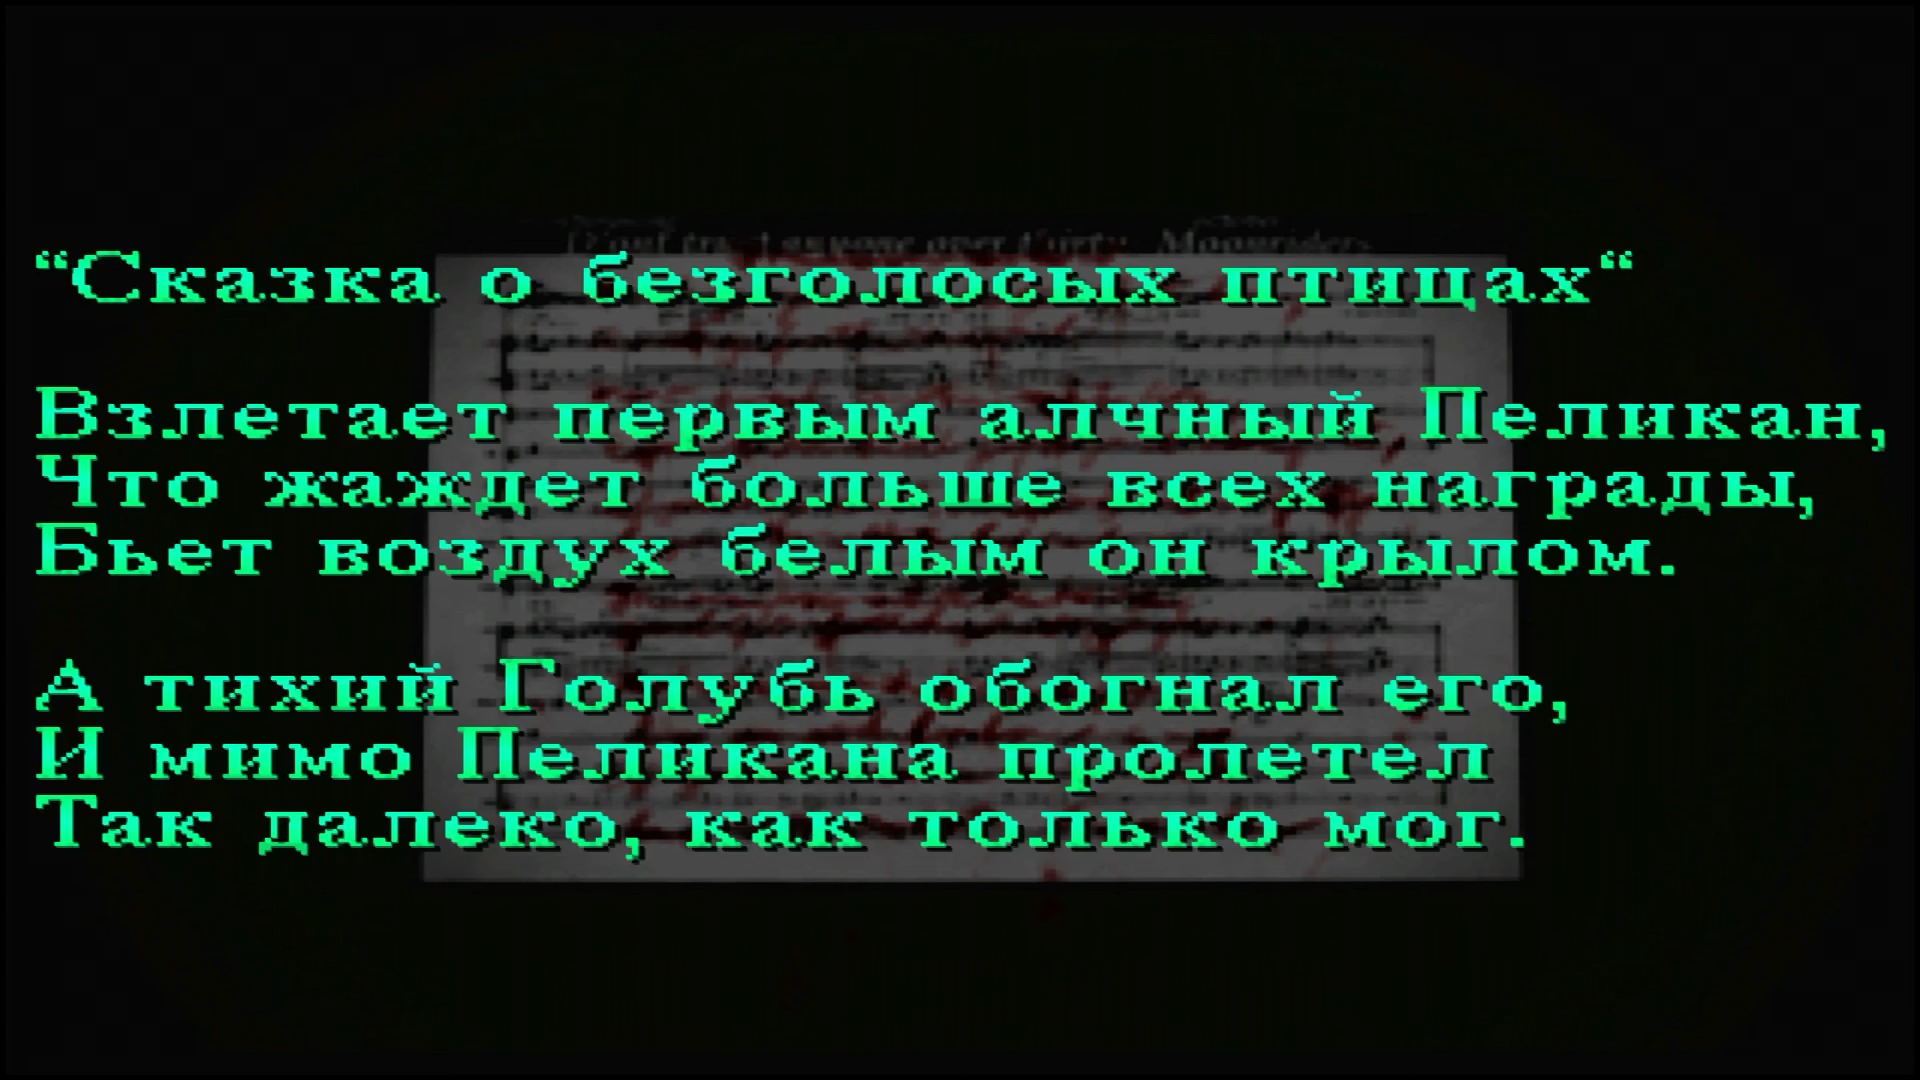 “Сказка о безголосых птицах“
Взлетает первым алчный Пеликан,
Что жаждет больше всех награды,
Бьет воздух белым он крылом.
А тихий Голубь обогнал его,
И мимо Пеликана пролетел
Так далеко, как только мог.